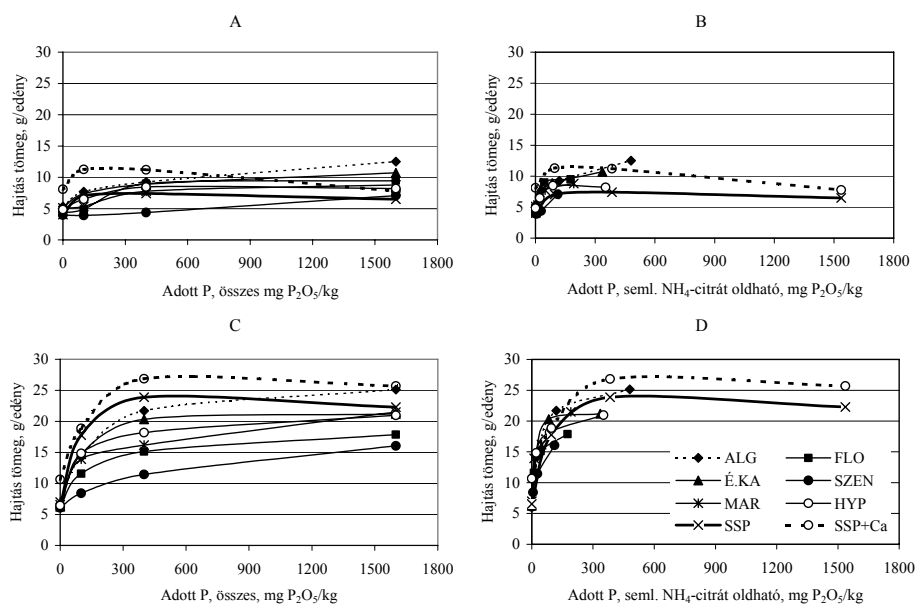 A
B
Hajtás tömeg, g/edény
30
25
20
15
10
5
0
0 300 600 900 1200 1500 1800
Adott P, összes mg P₂O₅/kg
Hajtás tömeg, g/edény
30
25
20
15
10
5
0
0 300 600 900 1200 1500 1800
Adott P, seml. NH₄-citrát oldható, mg P₂O₅/kg
C
D
Hajtás tömeg, g/edény
30
25
20
15
10
5
0
0 300 600 900 1200 1500 1800
Adott P, összes, mg P₂O₅/kg
Hajtás tömeg, g/edény
30
25
20
15
10
5
0
0 300 600 900 1200 1500 1800
Adott P, seml. NH₄-citrát oldható, mg P₂O₅/kg
ALG FLO
É.KA SZEN
MAR HYP
SSP SSP+Ca